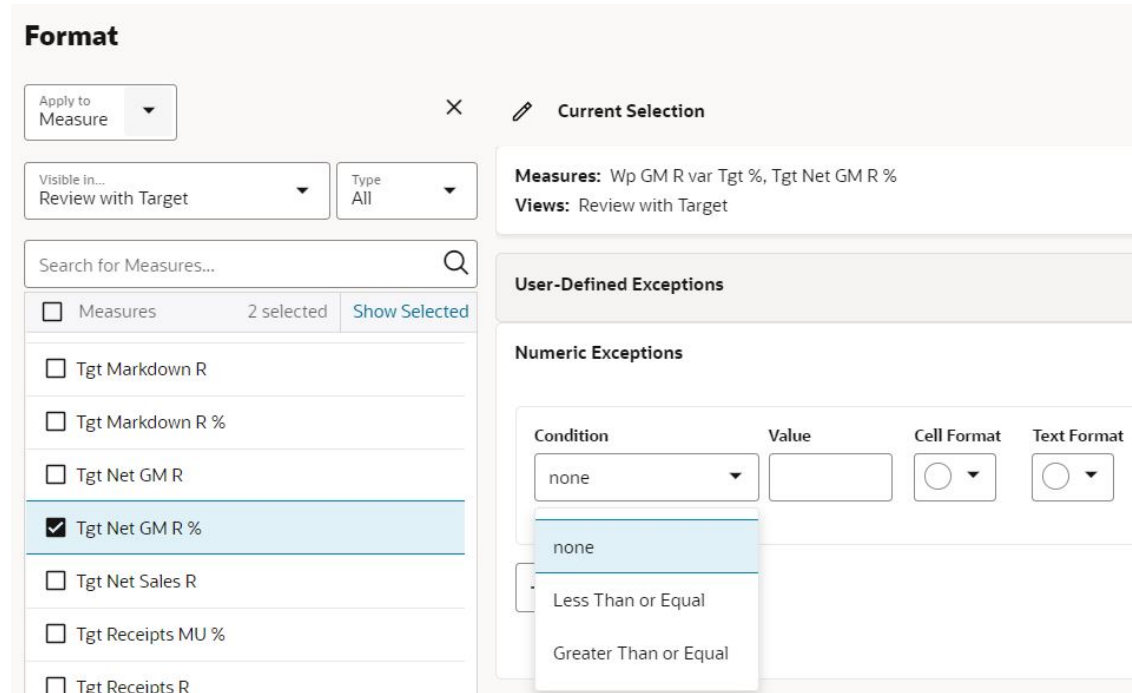 Format
Apply to
Measure
Visible in...
Review with Target
Type
All
Search for Measures...
Measures 2 selected Show Selected
Tgt Markdown R
Tgt Markdown R %
Tgt Net GM R
Tgt Net GM R %
Tgt Net Sales R
Tgt Receipts MU %
Tgt Receipts R
Current Selection
Measures: Wp GM R var Tgt %, Tgt Net GM R %
Views: Review with Target
User-Defined Exceptions
Numeric Exceptions
Condition Value Cell Format Text Format
none
none
Less Than or Equal
Greater Than or Equal